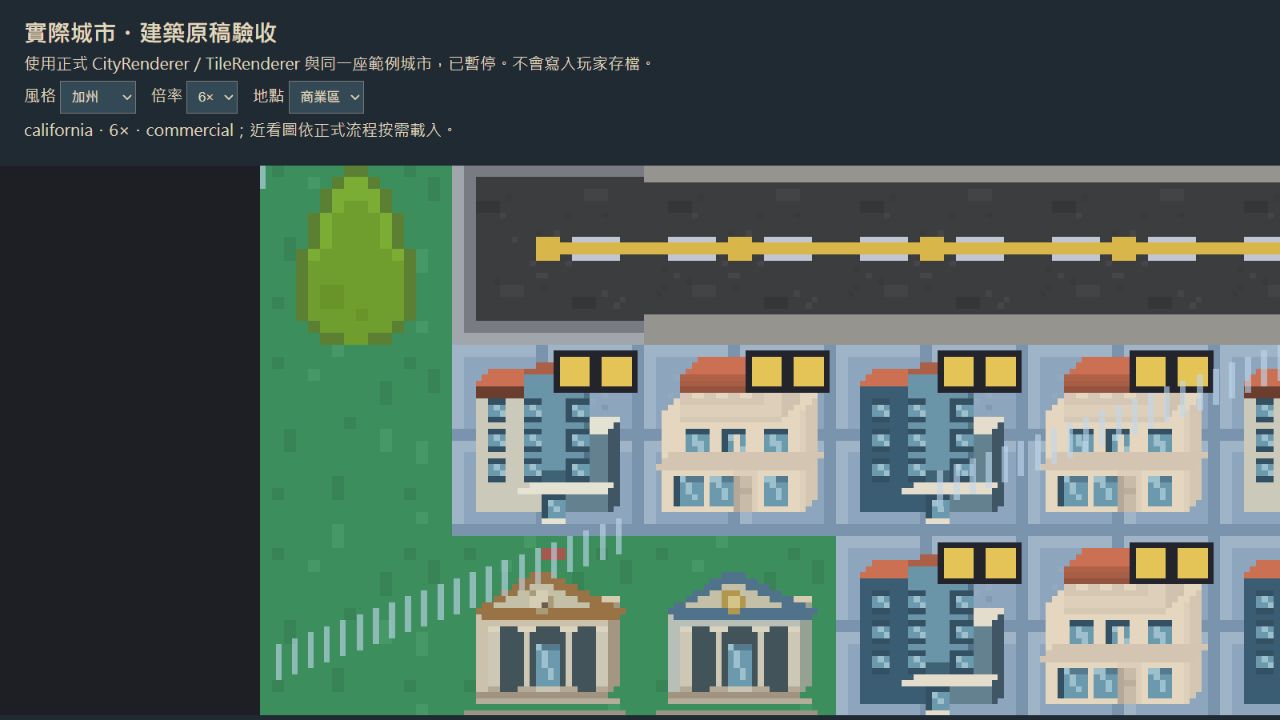 實際城市・建築原稿驗收
使用正式 CityRenderer / TileRenderer 與同一座範例城市，已暫停。不會寫入玩家存檔。
風格 加州 倍率 6× 地點 商業區
california · 6× · commercial；近看圖依正式流程按需載入。